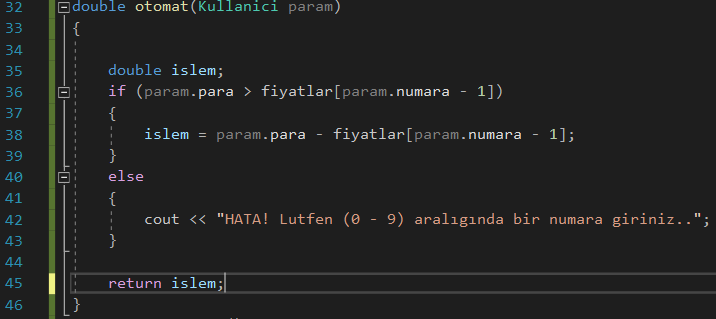 32 double otomat(Kullanici param)
33 {
34
35 double islem;
36 if (param.para > fiyatlar[param.numara - 1])
37 {
38 islem = param.para - fiyatlar[param.numara - 1];
39 }
40 else
41 {
42 cout << "HATA! Lutfen (0 - 9) aralıgında bir numara giriniz..";
43 }
44
45 return islem;
46 }